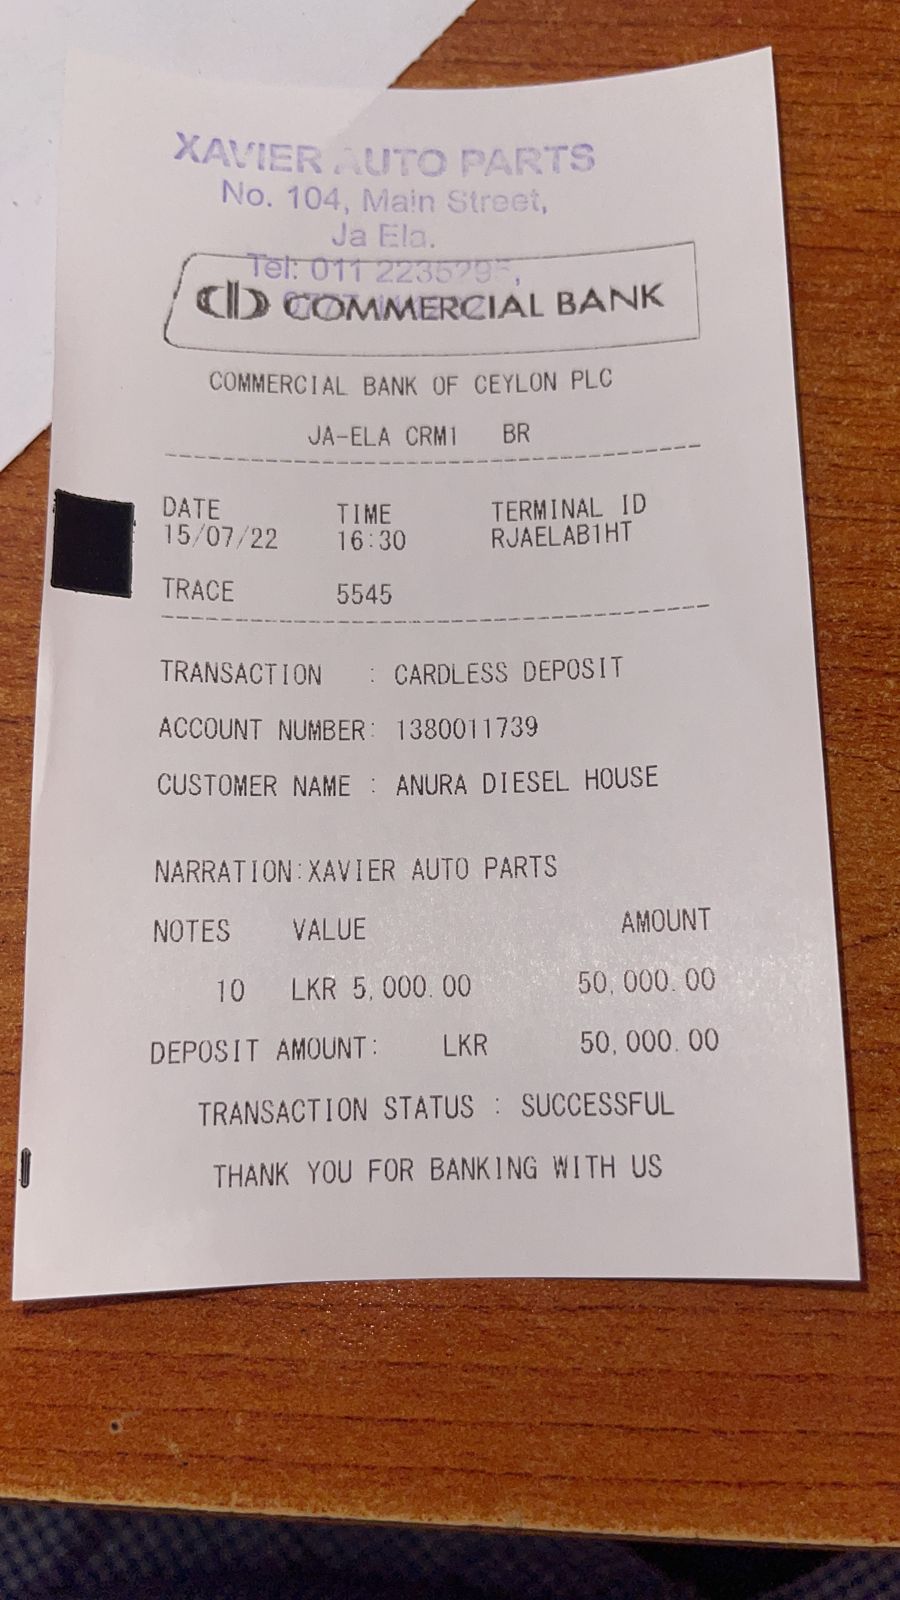 XAVIER AUTO PARTS
No. 104, Main Street,
Ja Ela.
Tel: 011 2235295,
COMMERCIAL BANK
COMMERCIAL BANK OF CEYLON PLC
JA-ELA CRM1 BR
DATE TIME TERMINAL ID
15/07/22 16:30 RJAELAB1HT
TRACE 5545
TRANSACTION : CARDLESS DEPOSIT
ACCOUNT NUMBER: 1380011739
CUSTOMER NAME : ANURA DIESEL HOUSE
NARRATION:XAVIER AUTO PARTS
NOTES VALUE AMOUNT
10 LKR 5,000.00 50,000.00
DEPOSIT AMOUNT: LKR 50,000.00
TRANSACTION STATUS : SUCCESSFUL
THANK YOU FOR BANKING WITH US